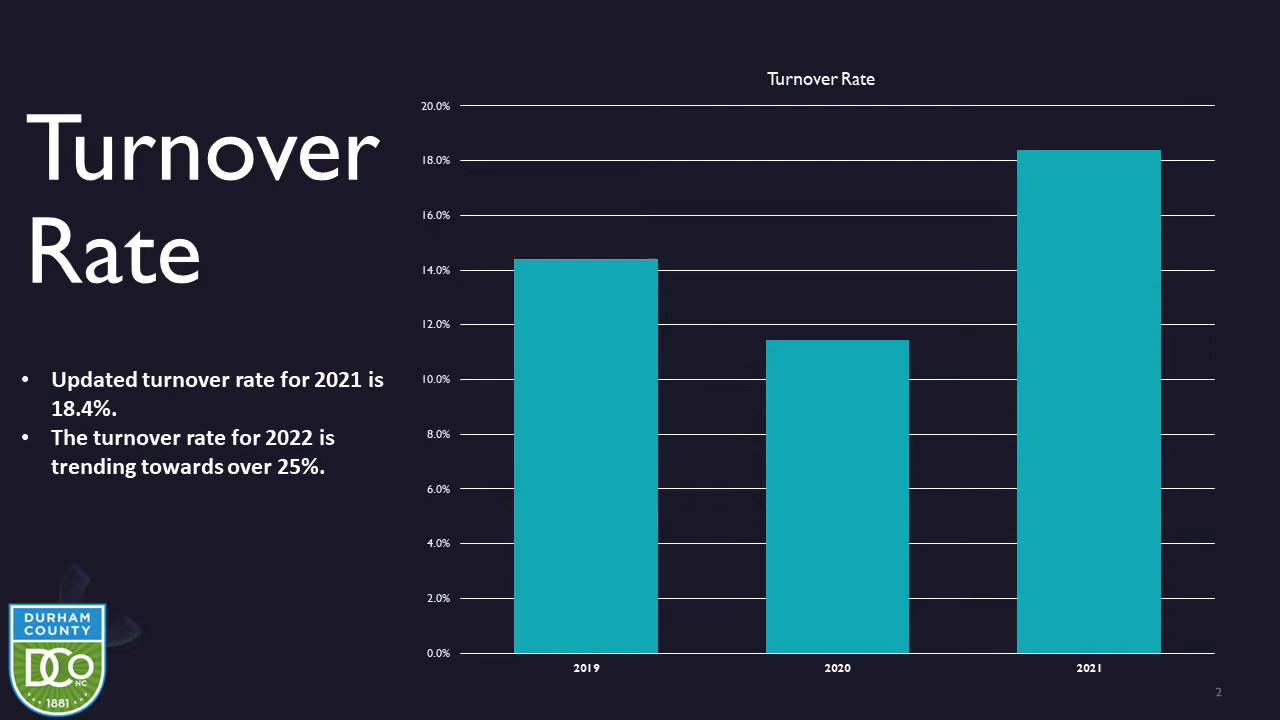 Turnover
Rate
• Updated turnover rate for 2021 is
18.4%.
• The turnover rate for 2022 is
trending towards over 25%.
Turnover Rate
20.0%
18.0%
16.0%
14.0%
12.0%
10.0%
8.0%
6.0%
4.0%
2.0%
0.0%
2019 2020 2021
DURHAM
COUNTY
DCo
NC
1881
2